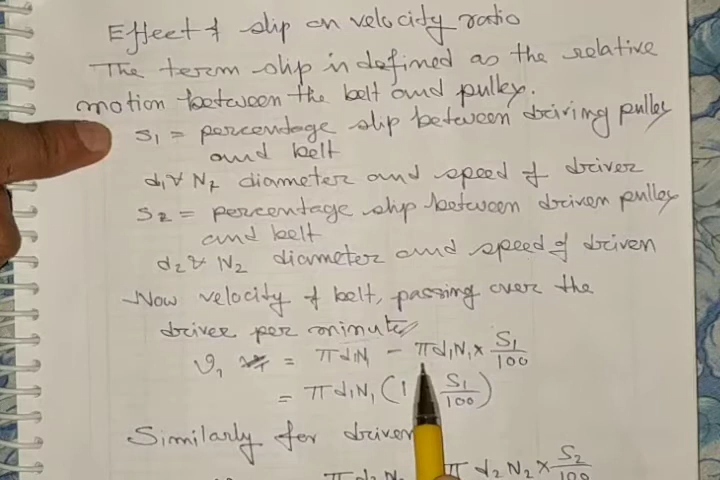 Effect of slip on velocity ratio
The term slip is defined as the relative
motion between the belt and pulley.
S₁ = percentage slip between driving pulley
and belt
d₁ & N₁ diameter and speed of driver
S₂ = percentage slip between driven pulley
and belt
d₂ & N₂ diameter and speed of driven
Now velocity of belt, passing over the
driver per minute
v₁ = πd₁N₁ - πd₁N₁ × S₁/100
= πd₁N₁ (1 S₁/100)
Similarly for driven
πd₂N₂ π d₂N₂ × S₂/100